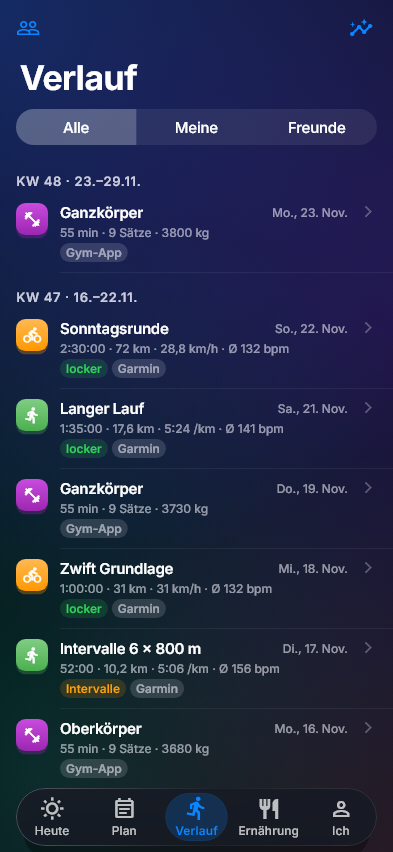 Verlauf
Alle Meine Freunde
KW 48 · 23.–29.11.
Ganzkörper Mo., 23. Nov.
55 min · 9 Sätze · 3800 kg
Gym-App
KW 47 · 16.–22.11.
Sonntagsrunde So., 22. Nov.
2:30:00 · 72 km · 28,8 km/h · Ø 132 bpm
locker Garmin
Langer Lauf Sa., 21. Nov.
1:35:00 · 17,6 km · 5:24 /km · Ø 141 bpm
locker Garmin
Ganzkörper Do., 19. Nov.
55 min · 9 Sätze · 3730 kg
Gym-App
Zwift Grundlage Mi., 18. Nov.
1:00:00 · 31 km · 31 km/h · Ø 132 bpm
locker Garmin
Intervalle 6 × 800 m Di., 17. Nov.
52:00 · 10,2 km · 5:06 /km · Ø 156 bpm
Intervalle Garmin
Oberkörper Mo., 16. Nov.
55 min · 9 Sätze · 3680 kg
Gym-App
Heute Plan Verlauf Ernährung Ich